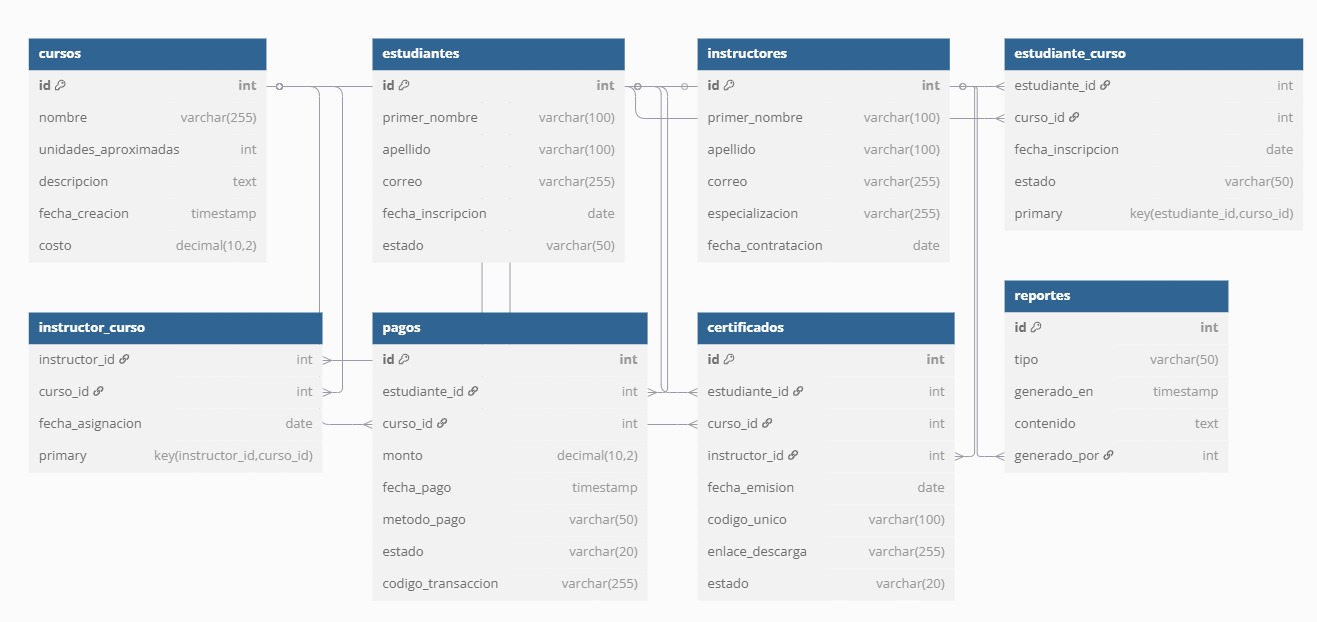 cursos
id int
nombre varchar(255)
unidades_aproximadas int
descripcion text
fecha_creacion timestamp
costo decimal(10,2)
estudiantes
id int
primer_nombre varchar(100)
apellido varchar(100)
correo varchar(255)
fecha_inscripcion date
estado varchar(50)
instructores
id int
primer_nombre varchar(100)
apellido varchar(100)
correo varchar(255)
especializacion varchar(255)
fecha_contratacion date
estudiante_curso
estudiante_id int
curso_id int
fecha_inscripcion date
estado varchar(50)
primary key(estudiante_id,curso_id)
instructor_curso
instructor_id int
curso_id int
fecha_asignacion date
primary key(instructor_id,curso_id)
pagos
id int
estudiante_id int
curso_id int
monto decimal(10,2)
fecha_pago timestamp
metodo_pago varchar(50)
estado varchar(20)
codigo_transaccion varchar(255)
certificados
id int
estudiante_id int
curso_id int
instructor_id int
fecha_emision date
codigo_unico varchar(100)
enlace_descarga varchar(255)
estado varchar(20)
reportes
id int
tipo varchar(50)
generado_en timestamp
contenido text
generado_por int